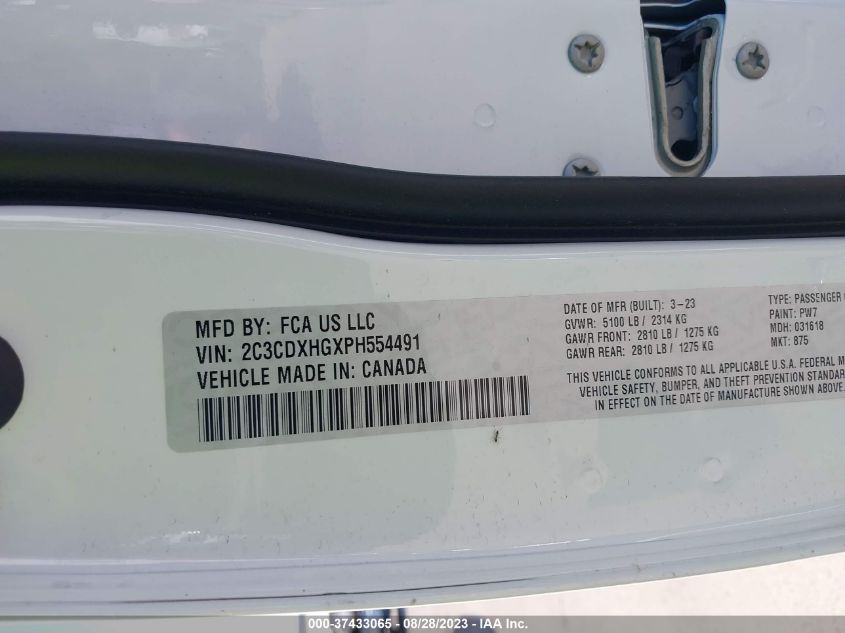 MFD BY: FCA US LLC
VIN: 2C3CDXHGXPH554491
VEHICLE MADE IN: CANADA
DATE OF MFR (BUILT): 3-23
GVWR: 5100 LB / 2314 KG
GAWR FRONT: 2810 LB / 1275 KG
GAWR REAR: 2810 LB / 1275 KG
TYPE: PASSENGER
PAINT: PW7
MDH: 031618
MKT: 875
THIS VEHICLE CONFORMS TO ALL APPLICABLE U.S.A. FEDERAL
VEHICLE SAFETY, BUMPER, AND THEFT PREVENTION STANDAR
IN EFFECT ON THE DATE OF MANUFACTURE SHOWN ABOVE.
000-37433065 / 08/28/2023 - IAA Inc.